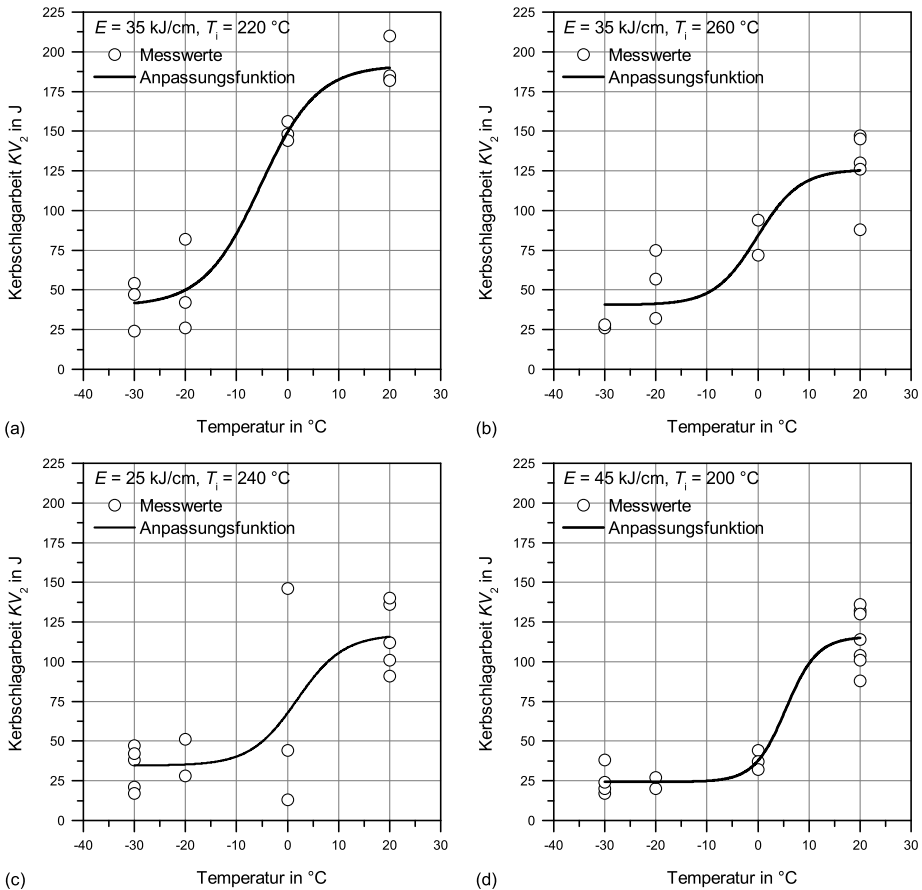 E = 35 kJ/cm, Ti = 220 °C
Messwerte
Anpassungsfunktion
Kerbschlagarbeit KV2 in J
225
200
175
150
125
100
75
50
25
0
-40 -30 -20 -10 0 10 20 30
Temperatur in °C
(a)
E = 35 kJ/cm, Ti = 260 °C
Messwerte
Anpassungsfunktion
Kerbschlagarbeit KV2 in J
225
200
175
150
125
100
75
50
25
0
-40 -30 -20 -10 0 10 20 30
Temperatur in °C
(b)
E = 25 kJ/cm, Ti = 240 °C
Messwerte
Anpassungsfunktion
Kerbschlagarbeit KV2 in J
225
200
175
150
125
100
75
50
25
0
-40 -30 -20 -10 0 10 20 30
Temperatur in °C
(c)
E = 45 kJ/cm, Ti = 200 °C
Messwerte
Anpassungsfunktion
Kerbschlagarbeit KV2 in J
225
200
175
150
125
100
75
50
25
0
-40 -30 -20 -10 0 10 20 30
Temperatur in °C
(d)